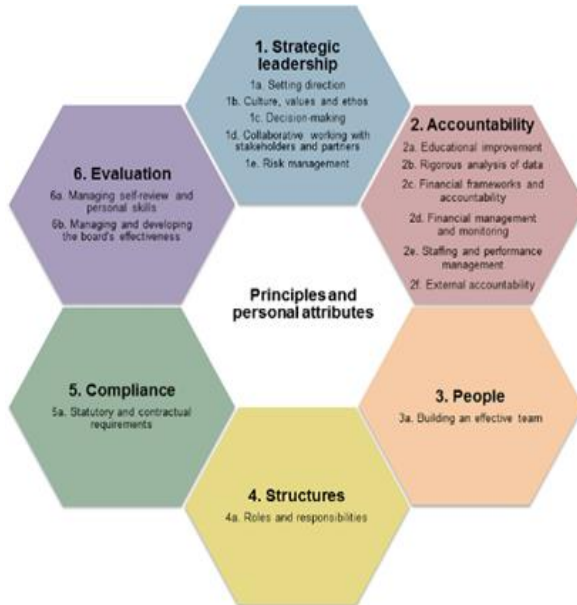 1. Strategic
leadership
1a. Setting direction
1b. Culture, values and ethos
1c. Decision-making
1d. Collaborative working with
stakeholders and partners
1e. Risk management
2. Accountability
2a. Educational improvement
2b. Rigorous analysis of data
2c. Financial frameworks and
accountability
2d. Financial management
and monitoring
2e. Staffing and performance
management
2f. External accountability
3. People
3a. Building an effective team
4. Structures
4a. Roles and responsibilities
5. Compliance
5a. Statutory and contractual
requirements
6. Evaluation
6a. Managing self-review and
personal skills
6b. Managing and developing
the board's effectiveness
Principles and
personal attributes